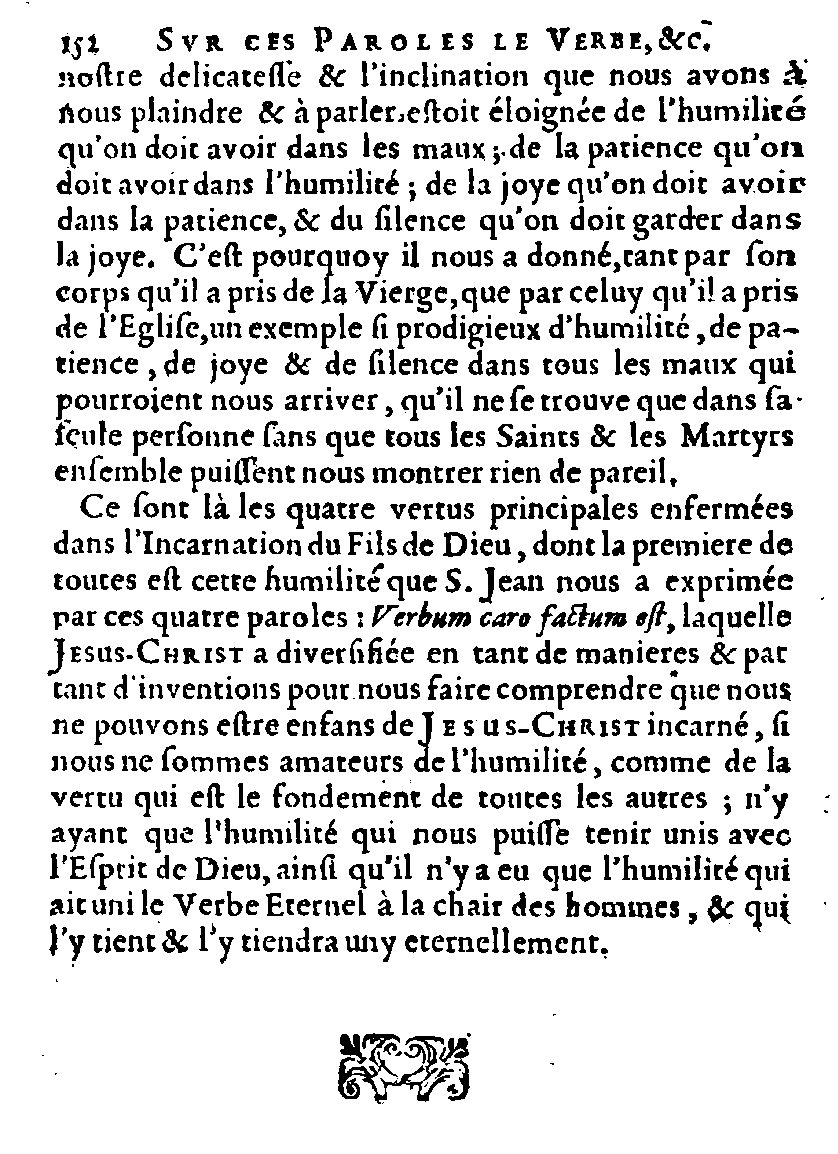 152 SVR CES PAROLES LE VERBE, &c.
noſtre delicateſſe & l'inclination que nous avons à
nous plaindre & à parler, eſtoit éloignée de l'humilité
qu'on doit avoir dans les maux ; de la patience qu'on
doit avoir dans l'humilité ; de la joye qu'on doit avoir
dans la patience, & du ſilence qu'on doit garder dans
la joye. C'eſt pourquoy il nous a donné, tant par ſon
corps qu'il a pris de la Vierge, que par celuy qu'il a pris
de l'Egliſe, un exemple ſi prodigieux d'humilité, de pa-
tience, de joye & de ſilence dans tous les maux qui
pourroient nous arriver, qu'il ne ſe trouve que dans ſa
ſeule perſonne ſans que tous les Saints & les Martyrs
enſemble puiſſent nous montrer rien de pareil.
Ce ſont là les quatre vertus principales enfermées
dans l'Incarnation du Fils de Dieu, dont la premiere de
toutes eſt cette humilité que S. Jean nous a exprimée
par ces quatre paroles : Verbum caro factum eſt, laquelle
JESUS-CHRIST a diverſifiée en tant de manieres & par
tant d'inventions pour nous faire comprendre que nous
ne pouvons eſtre enfans de JESUS-CHRIST incarné, ſi
nous ne ſommes amateurs de l'humilité, comme de la
vertu qui eſt le fondement de toutes les autres ; n'y
ayant que l'humilité qui nous puiſſe tenir unis avec
l'Eſprit de Dieu, ainſi qu'il n'y a eu que l'humilité qui
ait uni le Verbe Eternel à la chair des hommes, & qui
l'y tient & l'y tiendra uny eternellement.